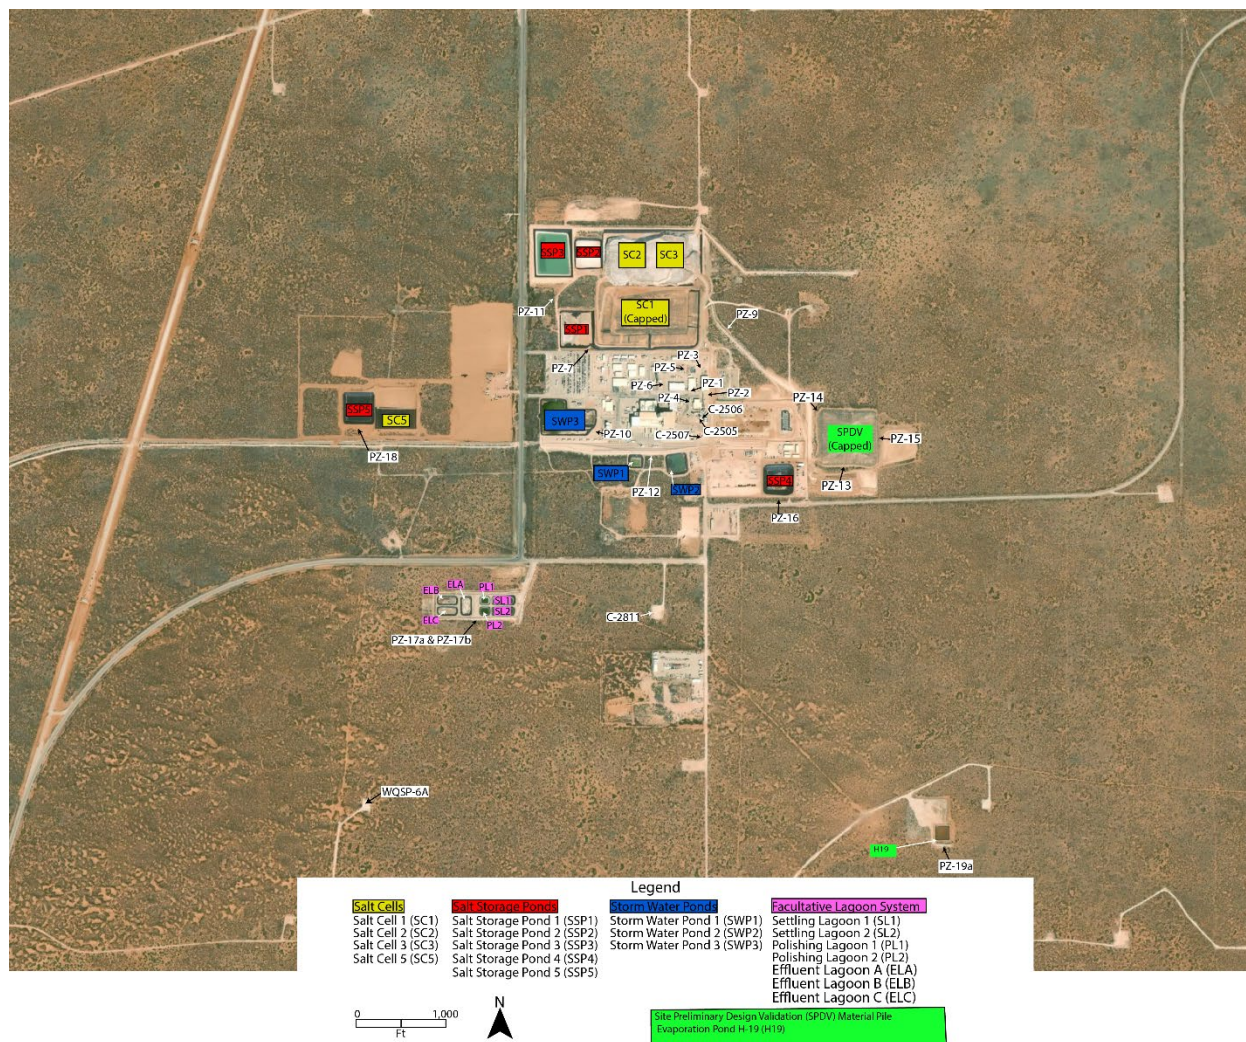 SSP3
SSP2
SC2
SC3
SC1
(Capped)
PZ-11
PZ-9
SSP1
PZ-7
PZ-3
PZ-5
PZ-6
PZ-1
PZ-2
PZ-4
PZ-14
C-2506
C-2505
C-2507
SSP5
SC5
SWP3
PZ-10
SPDV
(Capped)
PZ-15
PZ-18
SWP1
PZ-12
SWP2
SSP4
PZ-13
PZ-16
ELB
ELA
PL1
SL1
SL2
ELC
PL2
PZ-17a & PZ-17b
C-2811
WQSP-6A
H19
PZ-19a
Legend
Salt Cells
Salt Cell 1 (SC1)
Salt Cell 2 (SC2)
Salt Cell 3 (SC3)
Salt Cell 5 (SC5)
Salt Storage Ponds
Salt Storage Pond 1 (SSP1)
Salt Storage Pond 2 (SSP2)
Salt Storage Pond 3 (SSP3)
Salt Storage Pond 4 (SSP4)
Salt Storage Pond 5 (SSP5)
Storm Water Ponds
Storm Water Pond 1 (SWP1)
Storm Water Pond 2 (SWP2)
Storm Water Pond 3 (SWP3)
Facultative Lagoon System
Settling Lagoon 1 (SL1)
Settling Lagoon 2 (SL2)
Polishing Lagoon 1 (PL1)
Polishing Lagoon 2 (PL2)
Effluent Lagoon A (ELA)
Effluent Lagoon B (ELB)
Effluent Lagoon C (ELC)
0 1,000
Ft
N
Site Preliminary Design Validation (SPDV) Material Pile
Evaporation Pond H-19 (H19)